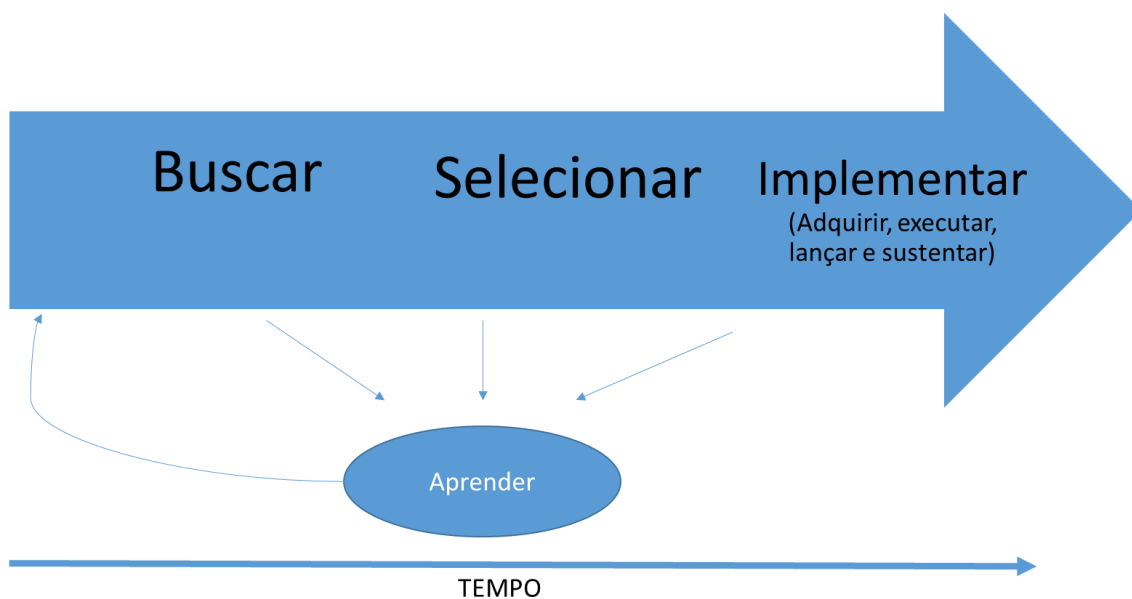 Buscar
Selecionar
Implementar
(Adquirir, executar,
lançar e sustentar)
Aprender
TEMPO